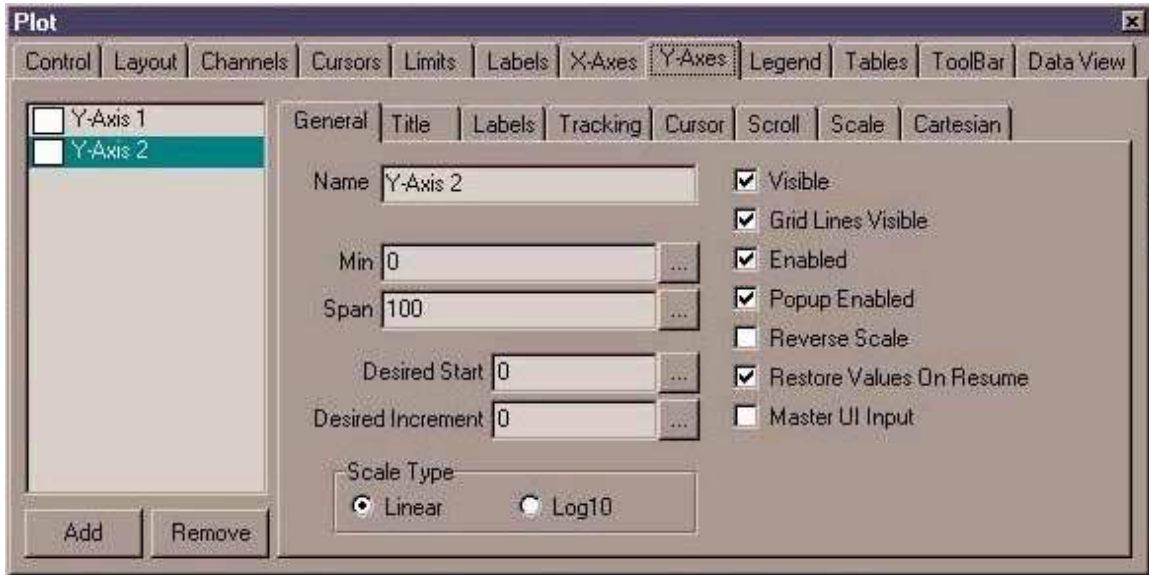 Plot
Control Layout Channels Cursors Limits Labels X-Axes Y-Axes Legend Tables ToolBar Data View
Y-Axis 1
Y-Axis 2
General Title Labels Tracking Cursor Scroll Scale Cartesian
Name Y-Axis 2
Min 0 ...
Span 100 ...
Desired Start 0 ...
Desired Increment 0 ...
Scale Type
Linear Log10
Visible
Grid Lines Visible
Enabled
Popup Enabled
Reverse Scale
Restore Values On Resume
Master UI Input
Add Remove